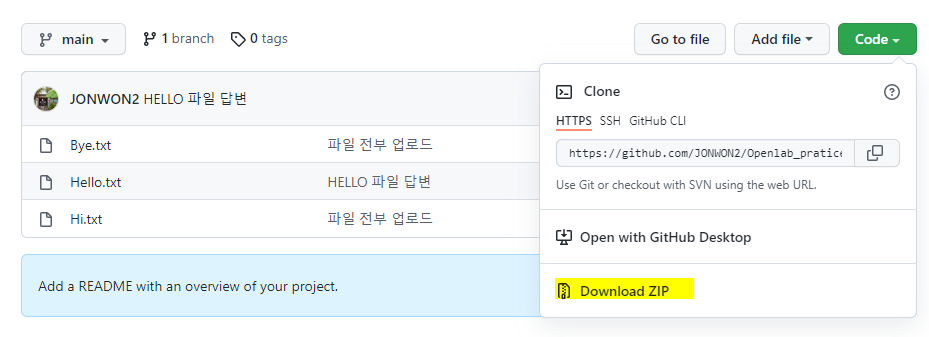 main 1 branch 0 tags Go to file Add file Code
JONWON2 HELLO 파일 답변
Bye.txt 파일 전부 업로드
Hello.txt HELLO 파일 답변
Hi.txt 파일 전부 업로드
Add a README with an overview of your project.
Clone
HTTPS SSH GitHub CLI
https://github.com/JONWON2/Openlab_pratice
Use Git or checkout with SVN using the web URL.
Open with GitHub Desktop
Download ZIP